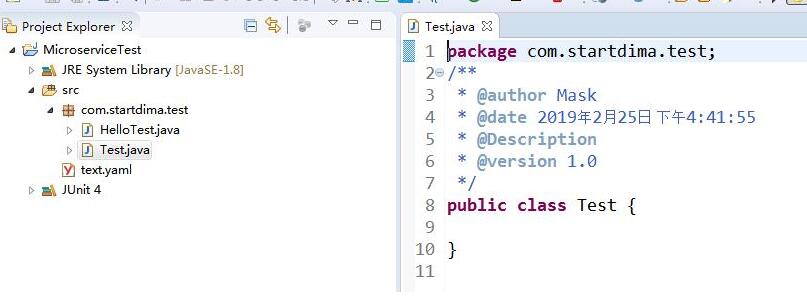 Project Explorer
MicroserviceTest
JRE System Library [JavaSE-1.8]
src
com.startdima.test
HelloTest.java
Test.java
text.yaml
JUnit 4
Test.java
1 package com.startdima.test;
2 /**
3 * @author Mask
4 * @date 2019年2月25日 下午4:41:55
5 * @Description
6 * @version 1.0
7 */
8 public class Test {
9
10 }
11